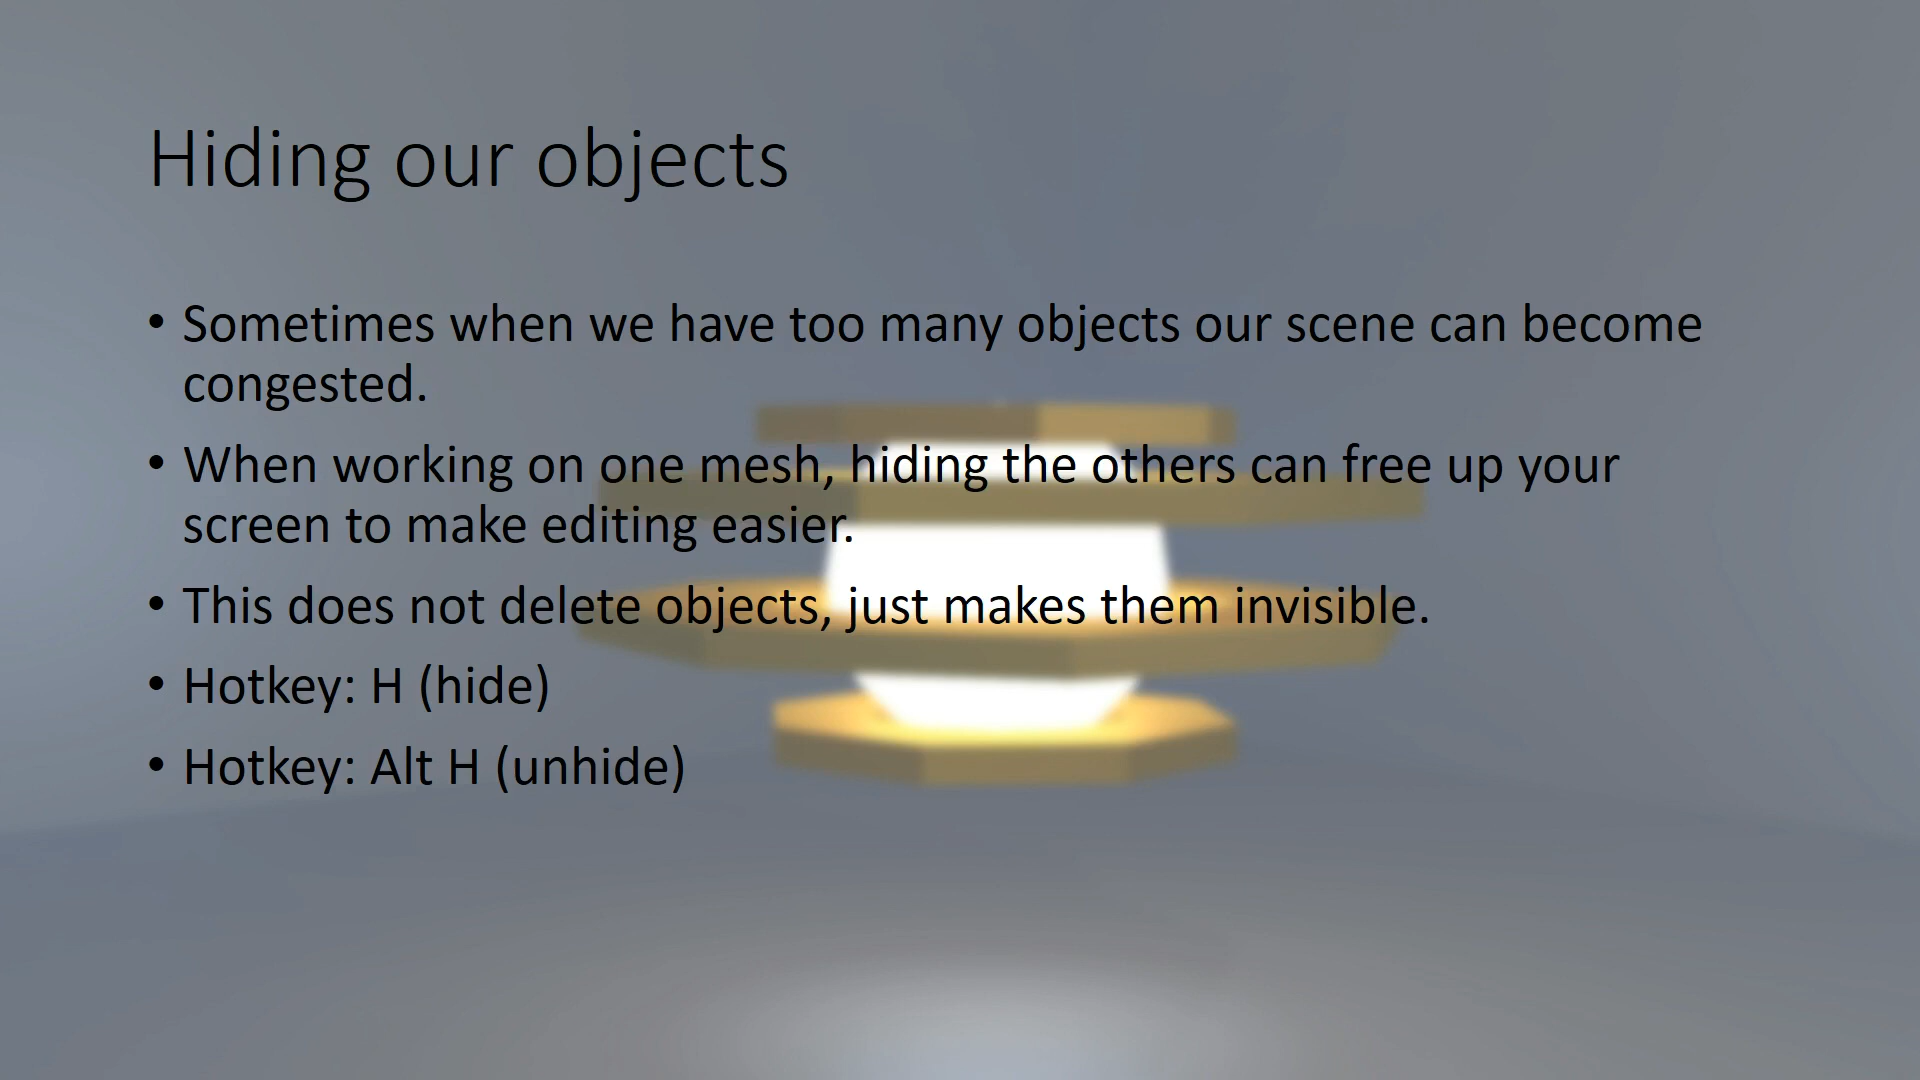 Hiding our objects
• Sometimes when we have too many objects our scene can become
congested.
• When working on one mesh, hiding the others can free up your
screen to make editing easier.
• This does not delete objects, just makes them invisible.
• Hotkey: H (hide)
• Hotkey: Alt H (unhide)